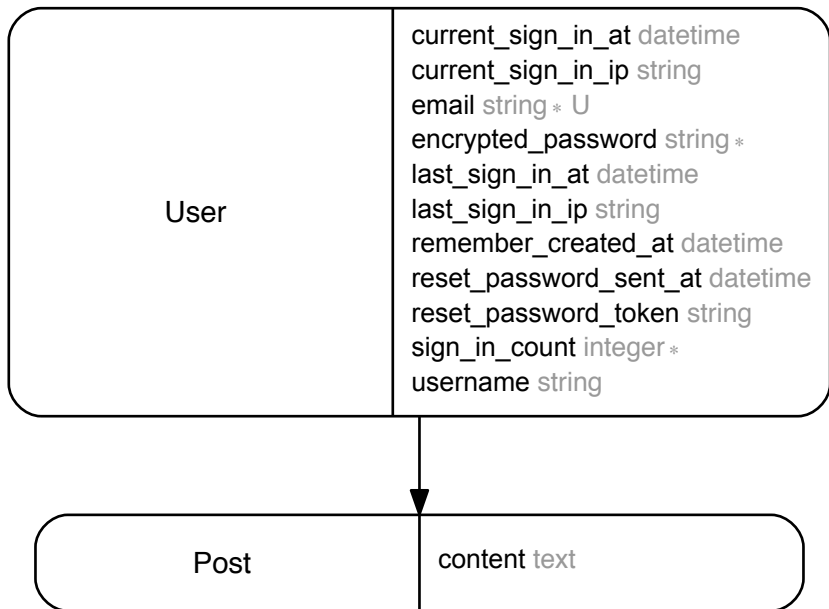 User
current_sign_in_at datetime
current_sign_in_ip string
email string * U
encrypted_password string *
last_sign_in_at datetime
last_sign_in_ip string
remember_created_at datetime
reset_password_sent_at datetime
reset_password_token string
sign_in_count integer *
username string
Post
content text